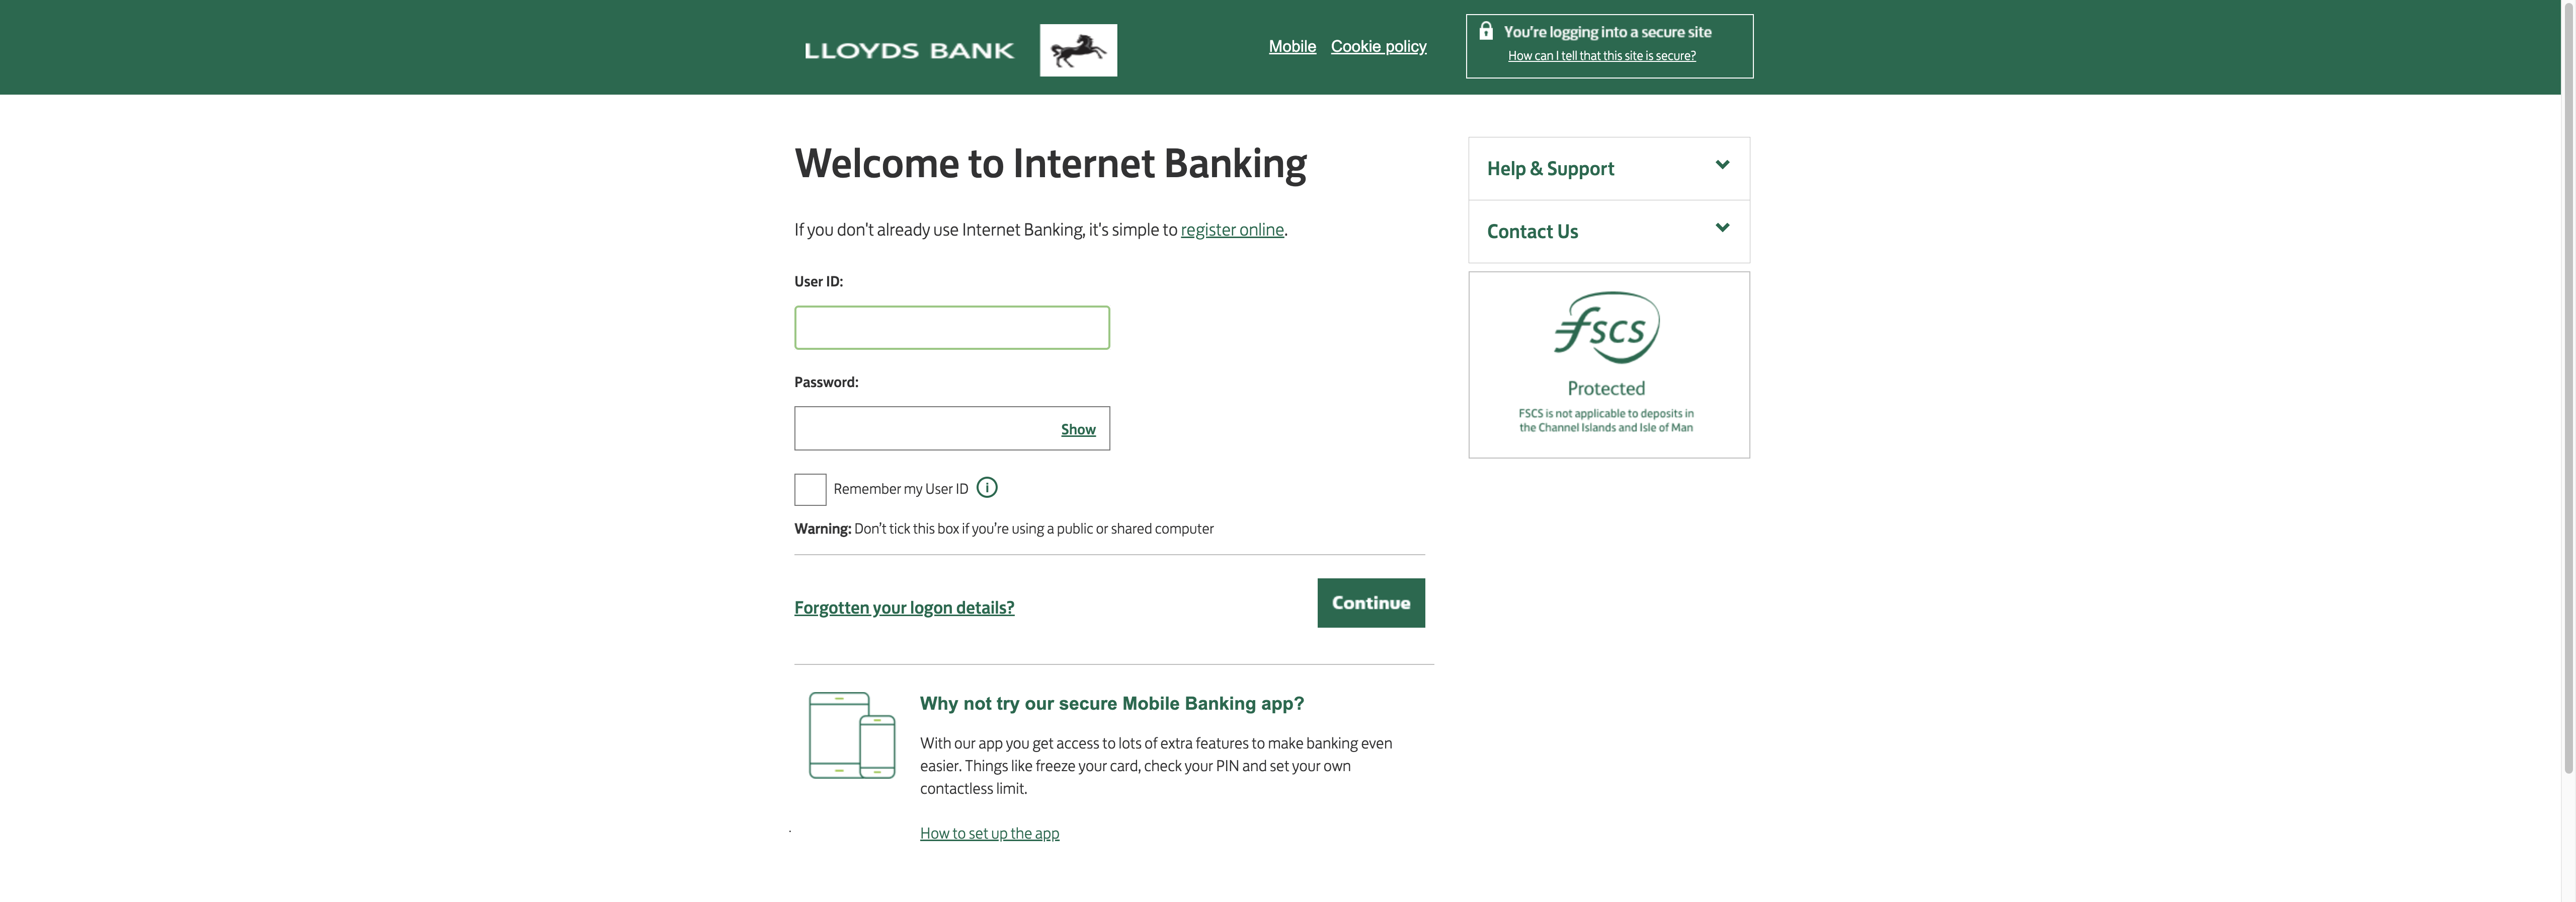 LLOYDS BANK
Mobile Cookie policy
You're logging into a secure site
How can I tell that this site is secure?
Welcome to Internet Banking
If you don't already use Internet Banking, it's simple to register online.
User ID:
Password:
Show
Remember my User ID i
Warning: Don't tick this box if you're using a public or shared computer
Forgotten your logon details?
Continue
Why not try our secure Mobile Banking app?
With our app you get access to lots of extra features to make banking even
easier. Things like freeze your card, check your PIN and set your own
contactless limit.
How to set up the app
Help & Support
Contact Us
fscs
Protected
FSCS is not applicable to deposits in
the Channel Islands and Isle of Man